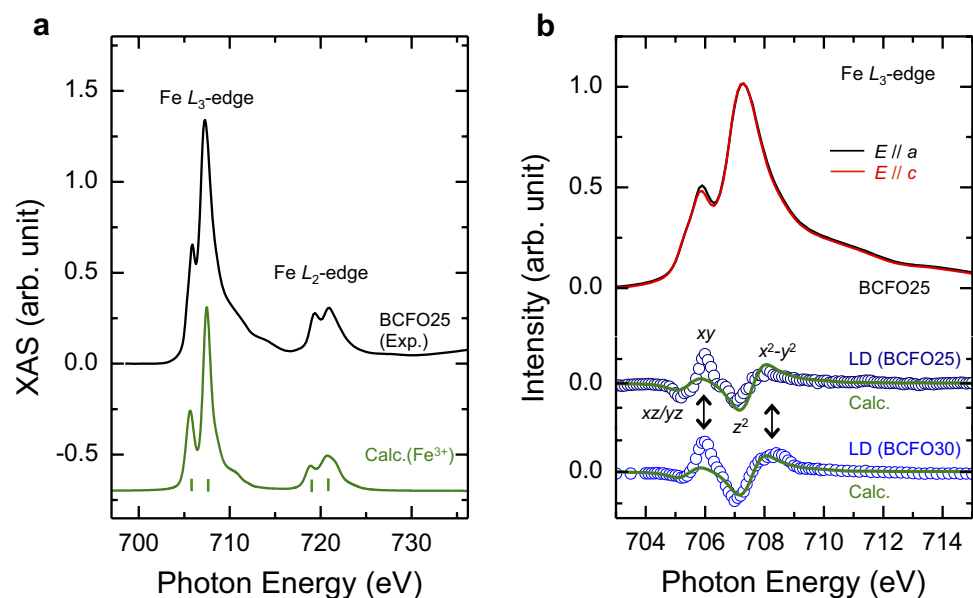 a
XAS (arb. unit)
1.5
1.0
0.5
0.0
-0.5
Fe L₃-edge
Fe L₂-edge
BCFO25
(Exp.)
Calc.(Fe³⁺)
700 710 720 730
Photon Energy (eV)
b
Intensity (arb. unit)
1.0
0.5
0.0
0.0
0.0
Fe L₃-edge
E // a
E // c
BCFO25
xy
x²-y²
LD (BCFO25)
Calc.
xz/yz
z²
LD (BCFO30)
Calc.
704 706 708 710 712 714
Photon Energy (eV)